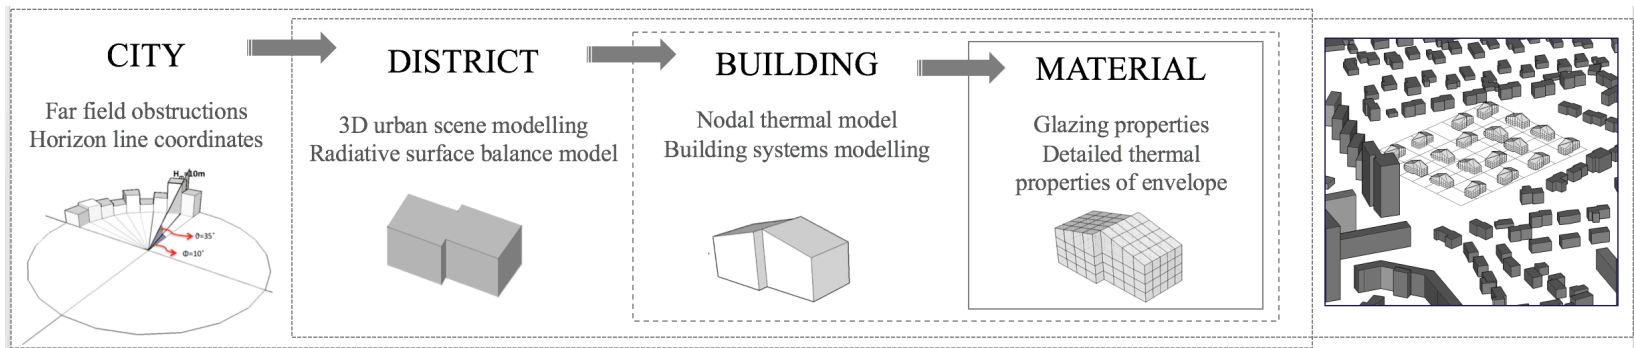 CITY
Far field obstructions
Horizon line coordinates
ϑ=35°
Φ=10°
DISTRICT
3D urban scene modelling
Radiative surface balance model
BUILDING
Nodal thermal model
Building systems modelling
MATERIAL
Glazing properties
Detailed thermal
properties of envelope